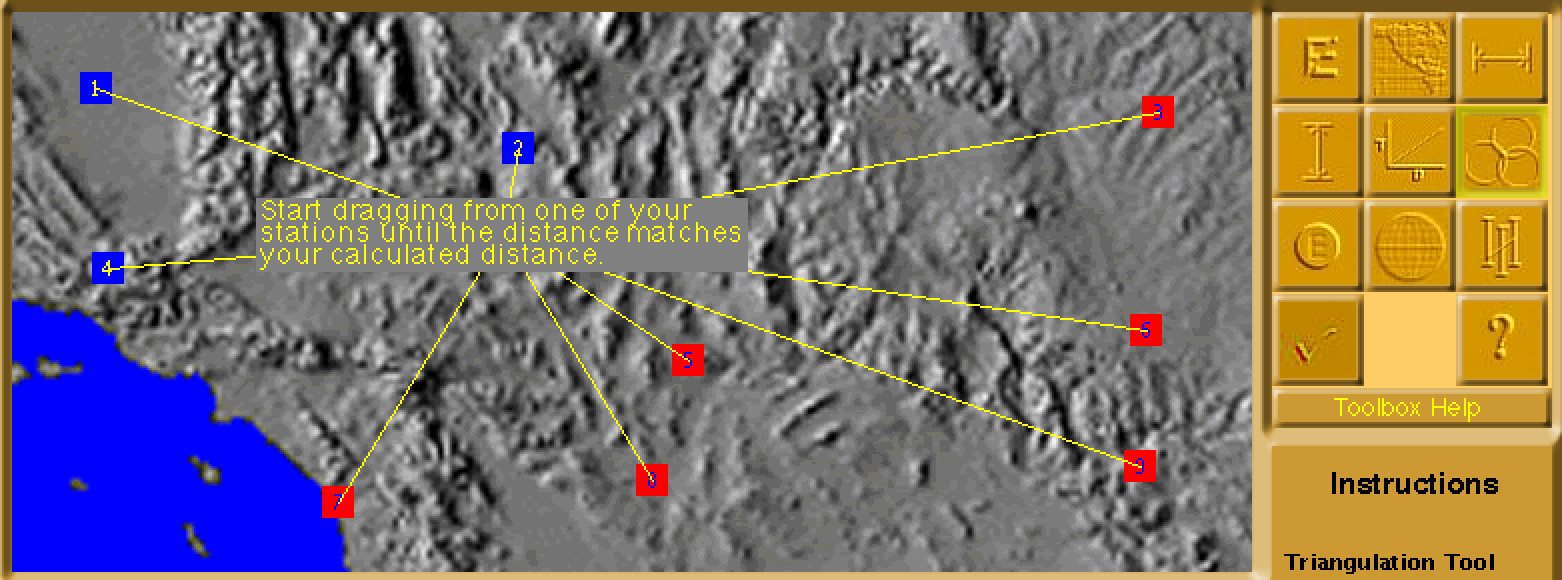 1
2
3
Start dragging from one of your
stations until the distance matches
your calculated distance.
4
6
5
9
8
7
E
T
D
E
?
Toolbox Help
Instructions
Triangulation Tool